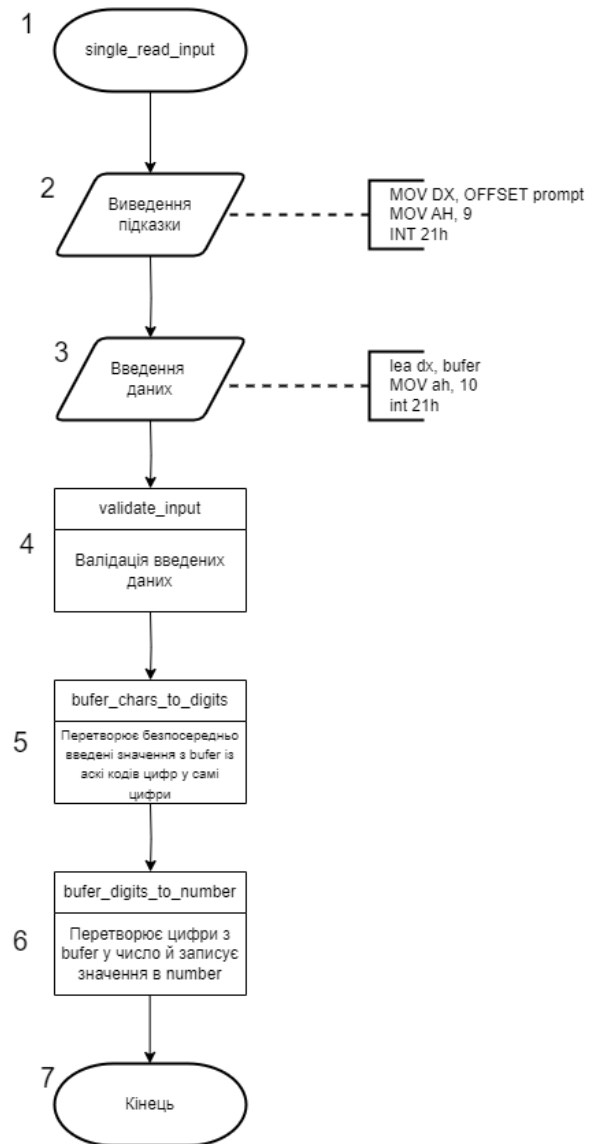 1
single_read_input
2
Виведення
підказки
MOV DX, OFFSET prompt
MOV AH, 9
INT 21h
3
Введення
даних
lea dx, bufer
MOV ah, 10
int 21h
validate_input
4
Валідація введених
даних
bufer_chars_to_digits
5
Перетворює безпосередньо
введені значення з bufer із
аскі кодів цифр у самі
цифри
bufer_digits_to_number
6
Перетворює цифри з
bufer у число й записує
значення в number
7
Кінець